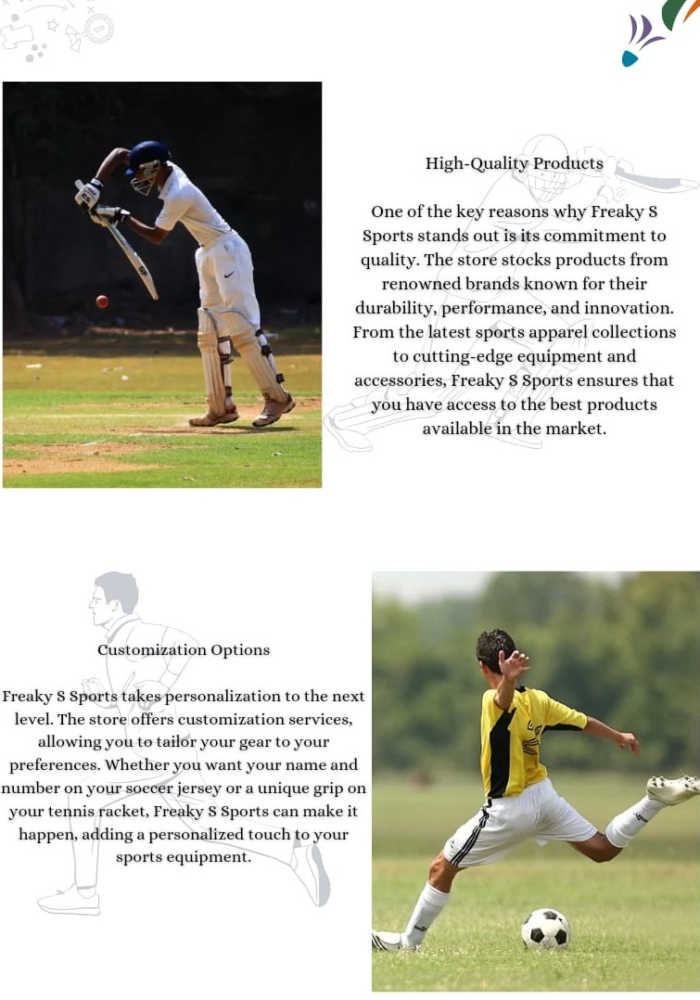 High-Quality Products
One of the key reasons why Freaky S
Sports stands out is its commitment to
quality. The store stocks products from
renowned brands known for their
durability, performance, and innovation.
From the latest sports apparel collections
to cutting-edge equipment and
accessories, Freaky S Sports ensures that
you have access to the best products
available in the market.
Customization Options
Freaky S Sports takes personalization to the next
level. The store offers customization services,
allowing you to tailor your gear to your
preferences. Whether you want your name and
number on your soccer jersey or a unique grip on
your tennis racket, Freaky S Sports can make it
happen, adding a personalized touch to your
sports equipment.